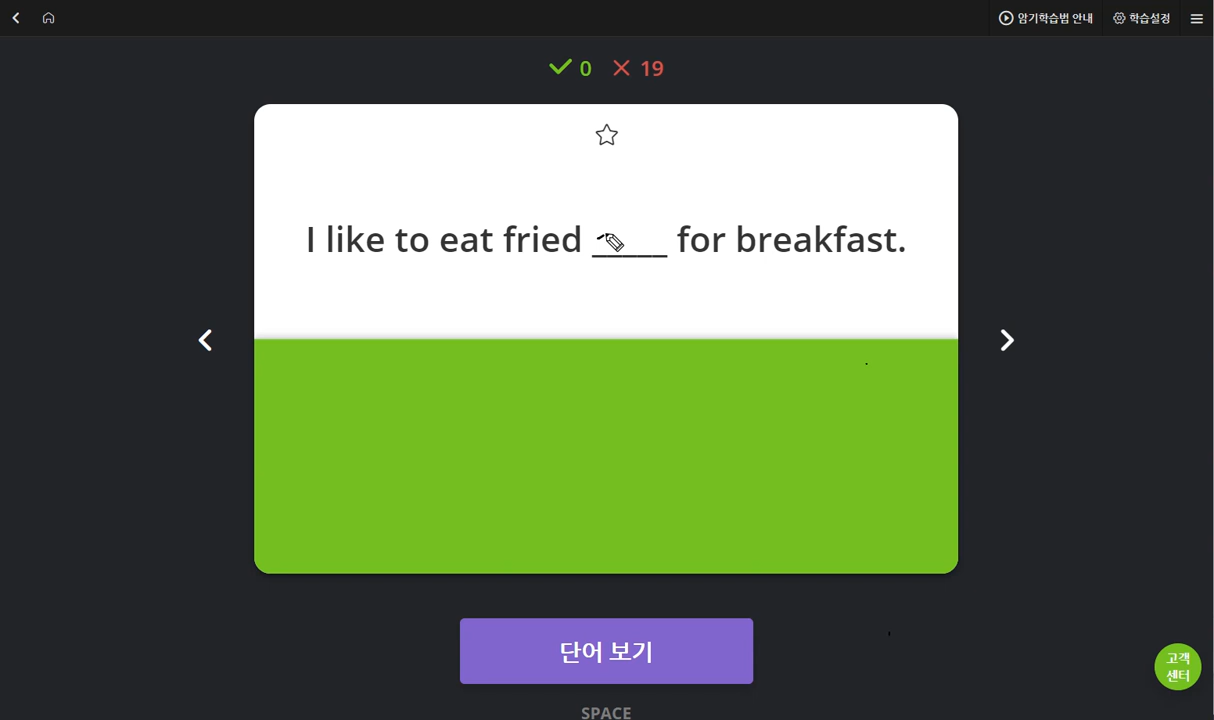 암기학습법 안내 학습설정
0 19
I like to eat fried _____ for breakfast.
단어 보기
고객
센터
SPACE